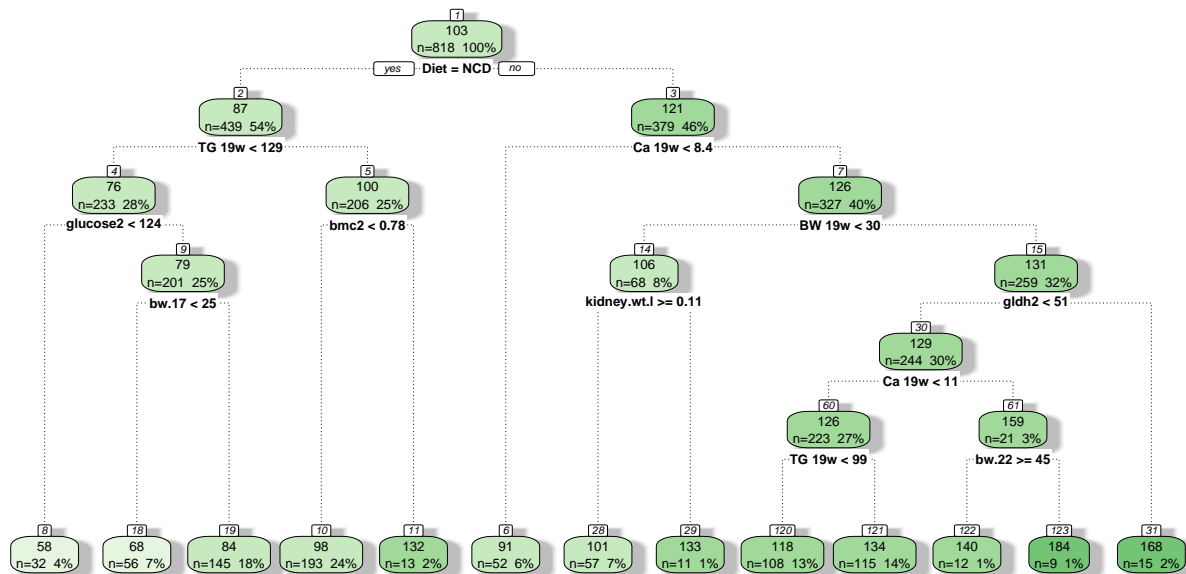 1
103
n=818 100%
yes Diet = NCD no
2 3
87 121
n=439 54% n=379 46%
TG 19w < 129 Ca 19w < 8.4
4 5 7
76 100 126
n=233 28% n=206 25% n=327 40%
glucose2 < 124 bmc2 < 0.78 BW 19w < 30
9 14 15
79 106 131
n=201 25% n=68 8% n=259 32%
bw.17 < 25 kidney.wt.l >= 0.11 gldh2 < 51
30
129
n=244 30%
Ca 19w < 11
60 61
126 159
n=223 27% n=21 3%
TG 19w < 99 bw.22 >= 45
8 18 19 10 11 6 28 29 120 121 122 123 31
58 68 84 98 132 91 101 133 118 134 140 184 168
n=32 4% n=56 7% n=145 18% n=193 24% n=13 2% n=52 6% n=57 7% n=11 1% n=108 13% n=115 14% n=12 1% n=9 1% n=15 2%